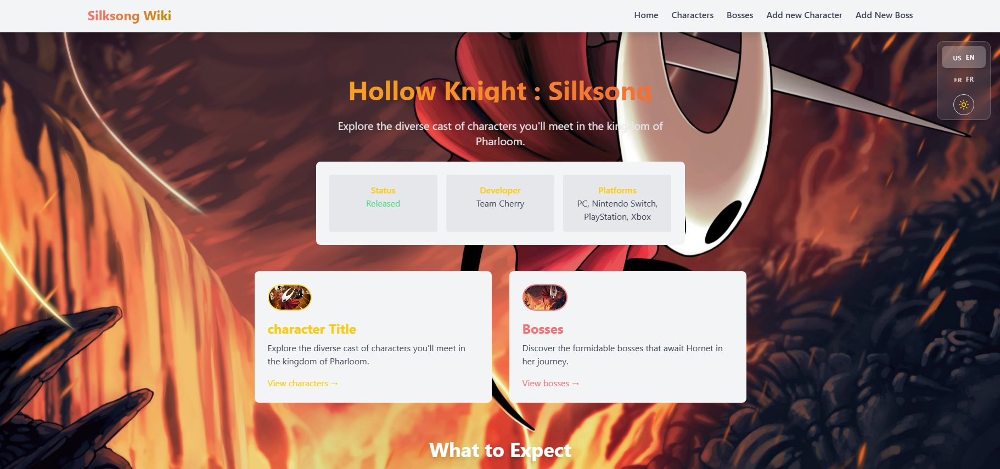 Silksong Wiki
Home Characters Bosses Add new Character Add New Boss
US EN
FR FR
Hollow Knight : Silksong
Explore the diverse cast of characters you'll meet in the kingdom of
Pharloom.
Status
Released
Developer
Team Cherry
Platforms
PC, Nintendo Switch,
PlayStation, Xbox
character Title
Explore the diverse cast of characters you'll meet in
the kingdom of Pharloom.
View characters →
Bosses
Discover the formidable bosses that await Hornet in
her journey.
View bosses →
What to Expect